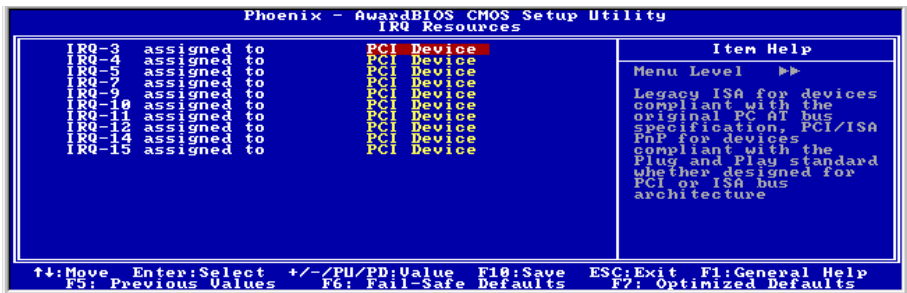 Phoenix - AwardBIOS CMOS Setup Utility
IRQ Resources
IRQ-3 assigned to PCI Device
IRQ-4 assigned to PCI Device
IRQ-5 assigned to PCI Device
IRQ-7 assigned to PCI Device
IRQ-9 assigned to PCI Device
IRQ-10 assigned to PCI Device
IRQ-11 assigned to PCI Device
IRQ-12 assigned to PCI Device
IRQ-14 assigned to PCI Device
IRQ-15 assigned to PCI Device
Item Help
Menu Level ▶▶
Legacy ISA for devices
compliant with the
original PC AT bus
specification, PCI/ISA
PnP for devices
compliant with the
Plug and Play standard
whether designed for
PCI or ISA bus
architecture
↑↓:Move Enter:Select +/-/PU/PD:Value F10:Save ESC:Exit F1:General Help
F5: Previous Values F6: Fail-Safe Defaults F7: Optimized Defaults